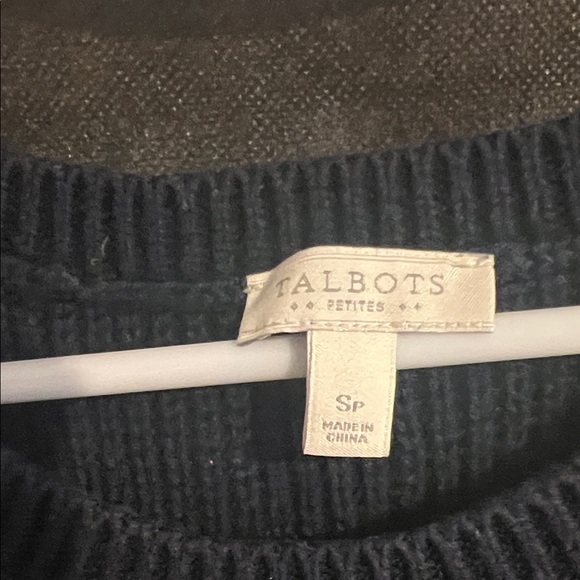 TALBOTS
PETITES
SP
MADE IN
CHINA